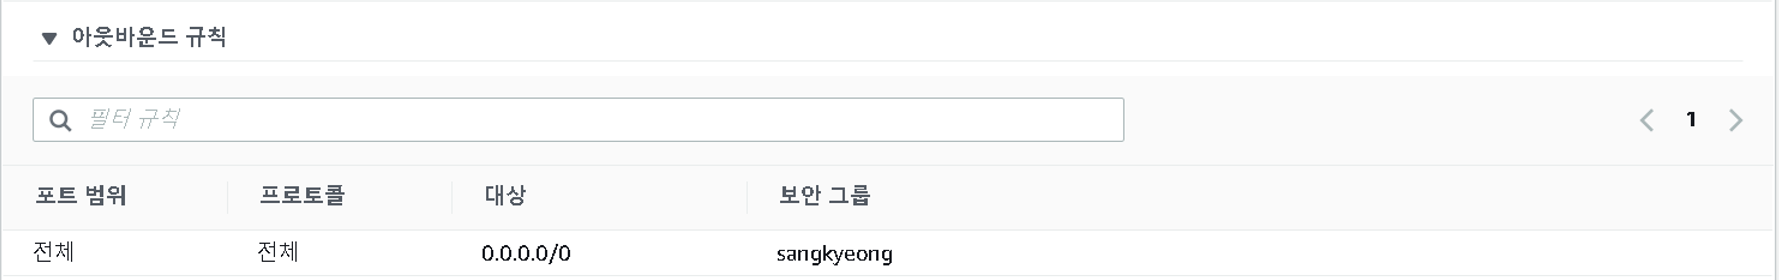 아웃바운드 규칙
필터 규칙
1
포트 범위 프로토콜 대상 보안 그룹
전체 전체 0.0.0.0/0 sangkyeong